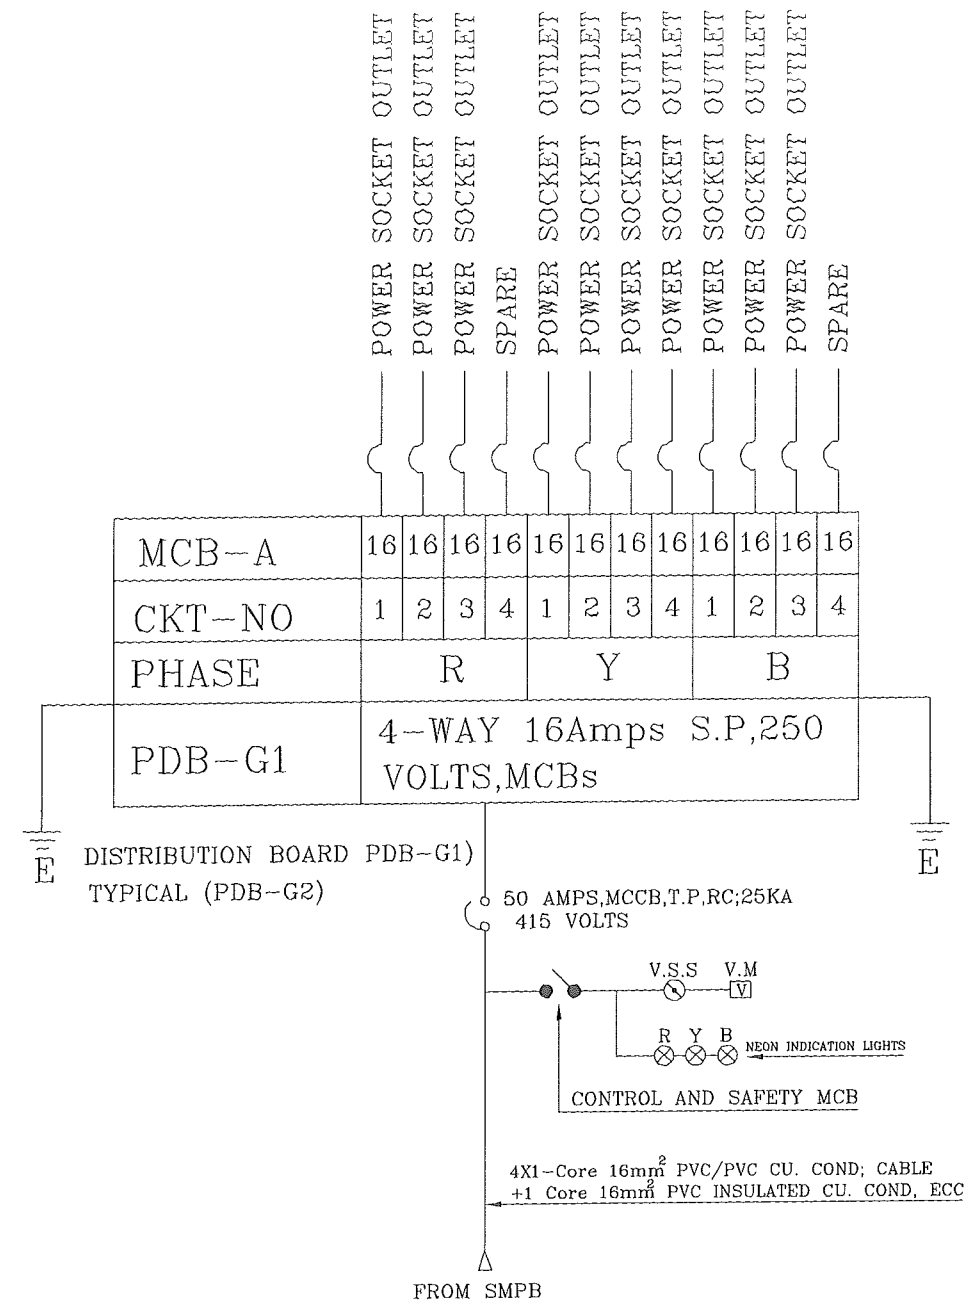 POWER SOCKET OUTLET
POWER SOCKET OUTLET
POWER SOCKET OUTLET
SPARE
POWER SOCKET OUTLET
POWER SOCKET OUTLET
POWER SOCKET OUTLET
POWER SOCKET OUTLET
POWER SOCKET OUTLET
POWER SOCKET OUTLET
POWER SOCKET OUTLET
SPARE
MCB-A 16 16 16 16 16 16 16 16 16 16 16 16
CKT-NO 1 2 3 4 1 2 3 4 1 2 3 4
PHASE R Y B
PDB-G1 4-WAY 16Amps S.P,250
VOLTS,MCBs
E
E
DISTRIBUTION BOARD PDB-G1)
TYPICAL (PDB-G2)
50 AMPS,MCCB,T.P,RC;25KA
415 VOLTS
V.S.S V.M
V
R Y B
NEON INDICATION LIGHTS
CONTROL AND SAFETY MCB
4X1-Core 16mm² PVC/PVC CU. COND; CABLE
+1 Core 16mm² PVC INSULATED CU. COND, ECC
FROM SMPB